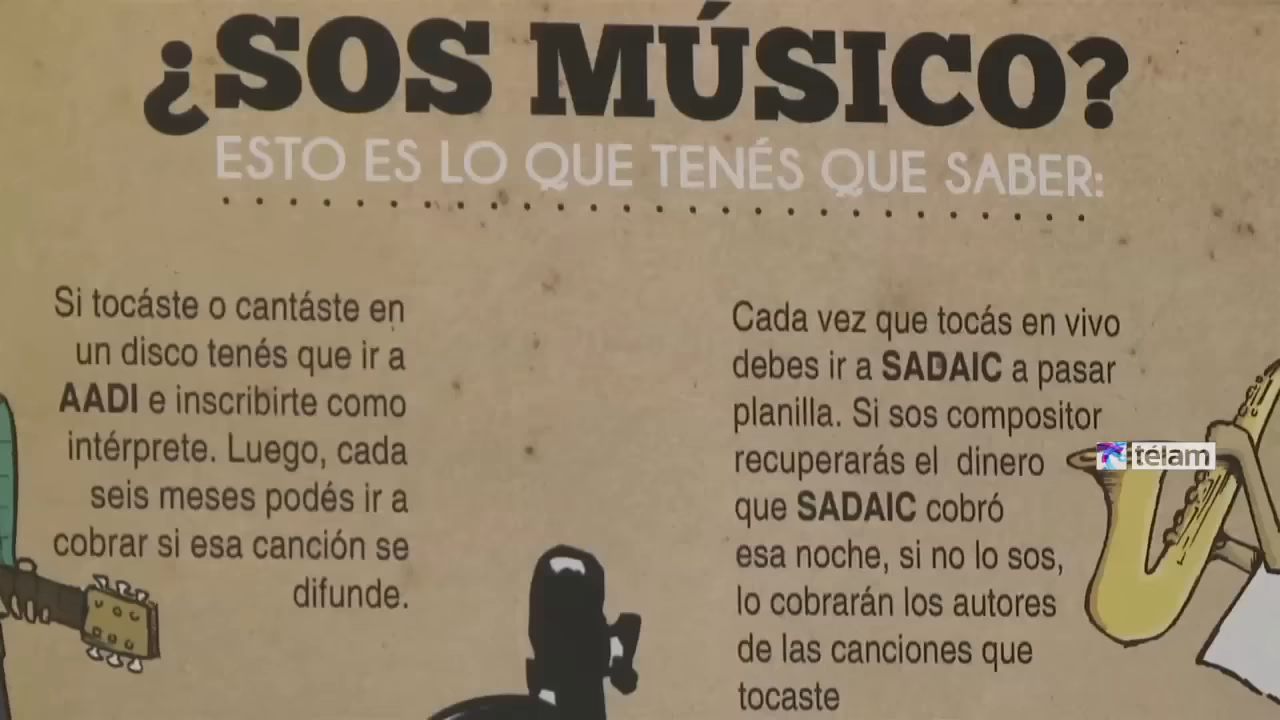 ¿SOS MÚSICO?
ESTO ES LO QUE TENÉS QUE SABER:
Si tocáste o cantáste en
un disco tenés que ir a
AADI e inscribirte como
intérprete. Luego, cada
seis meses podés ir a
cobrar si esa canción se
difunde.
Cada vez que tocás en vivo
debes ir a SADAIC a pasar
planilla. Si sos compositor
recuperarás el dinero
que SADAIC cobró
esa noche, si no lo sos,
lo cobrarán los autores
de las canciones que
tocaste
télam